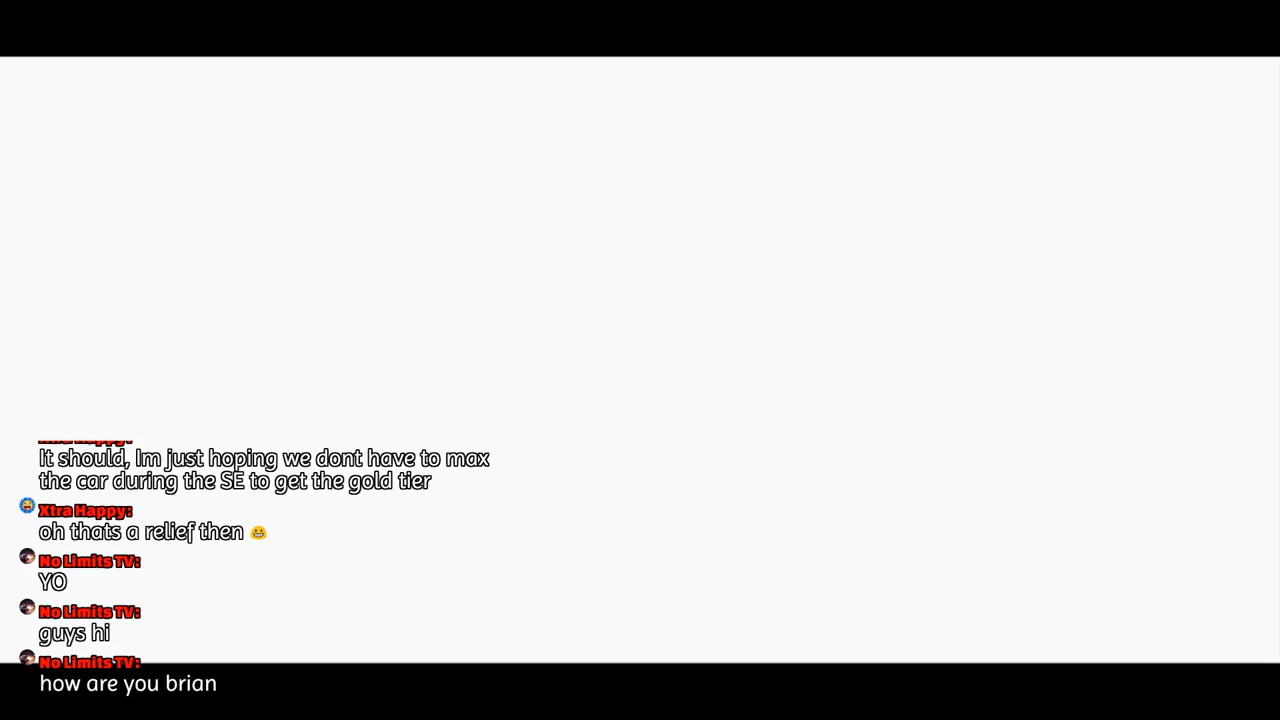 Xtra Happy:
It should, Im just hoping we dont have to max
the car during the SE to get the gold tier
Xtra Happy:
oh thats a relief then 😀
No Limits TV:
YO
No Limits TV:
guys hi
No Limits TV:
how are you brian